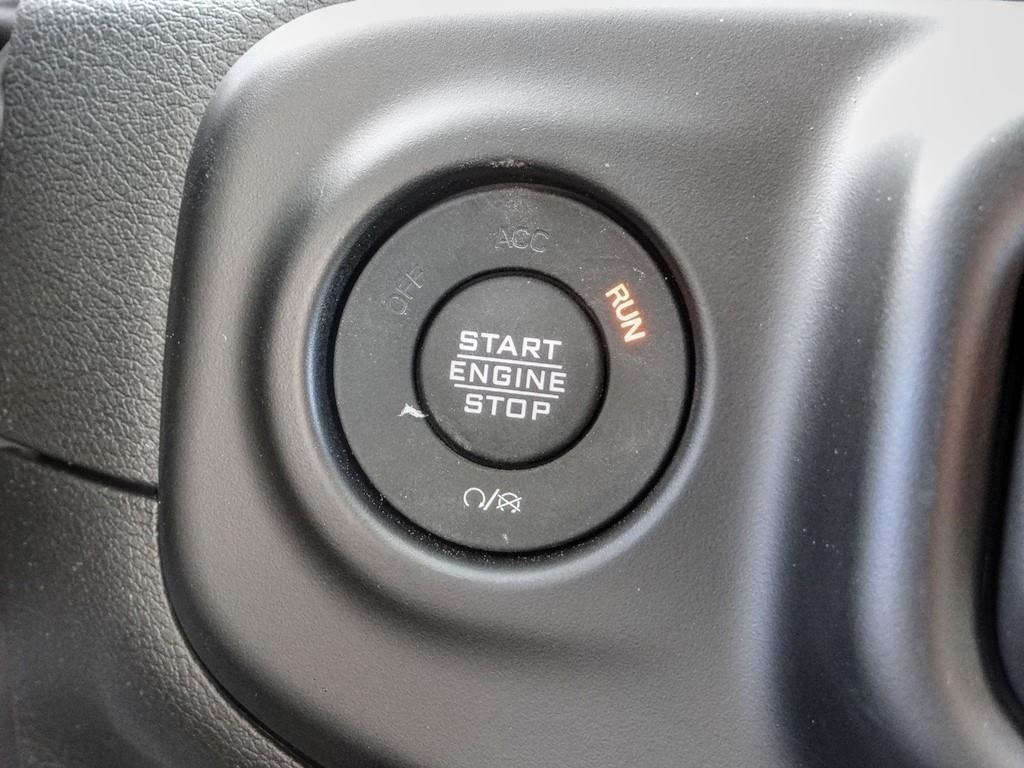 ACC
OFF
RUN
START
ENGINE
STOP